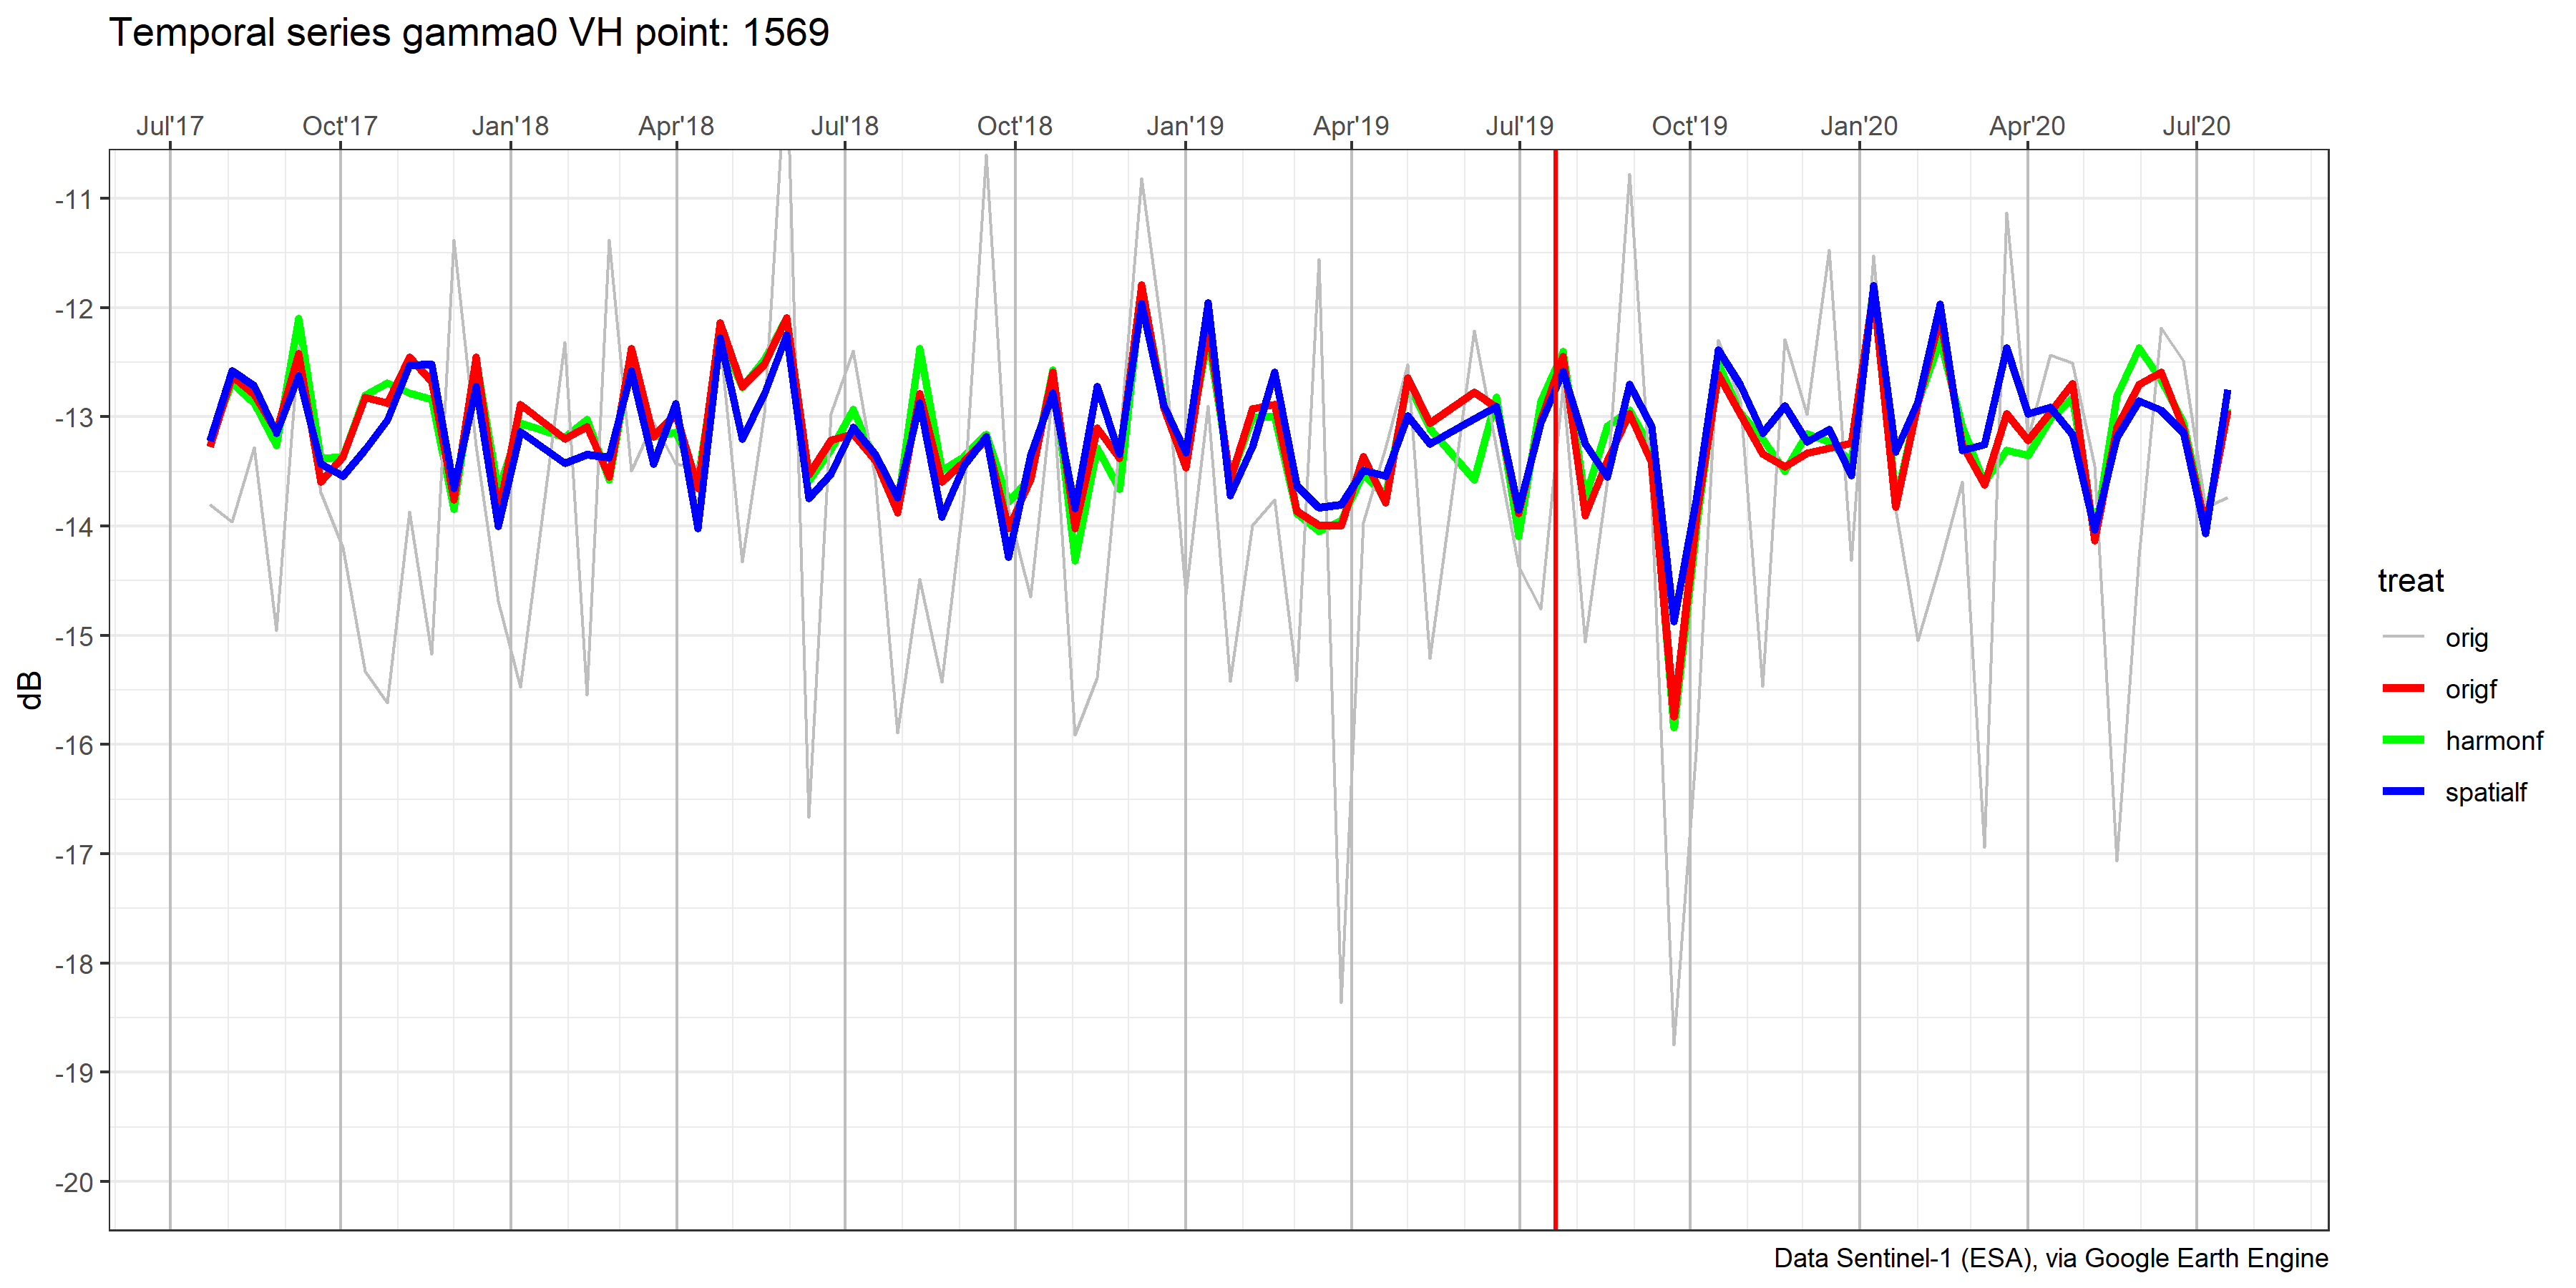 Temporal series gamma0 VH point: 1569
Jul'17 Oct'17 Jan'18 Apr'18 Jul'18 Oct'18 Jan'19 Apr'19 Jul'19 Oct'19 Jan'20 Apr'20 Jul'20
-11
-12
-13
-14
-15
-16
-17
-18
-19
-20
dB
treat
orig
origf
harmonf
spatialf
Data Sentinel-1 (ESA), via Google Earth Engine